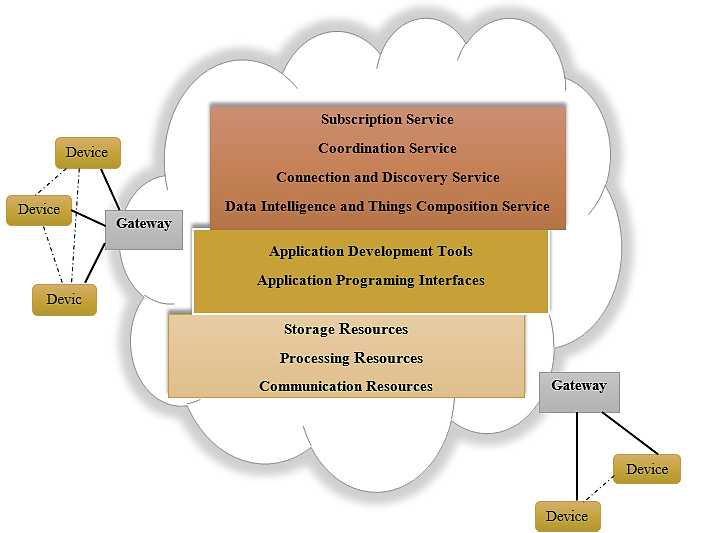 Subscription Service
Coordination Service
Connection and Discovery Service
Data Intelligence and Things Composition Service
Application Development Tools
Application Programing Interfaces
Storage Resources
Processing Resources
Communication Resources
Device
Device
Devic
Gateway
Gateway
Device
Device